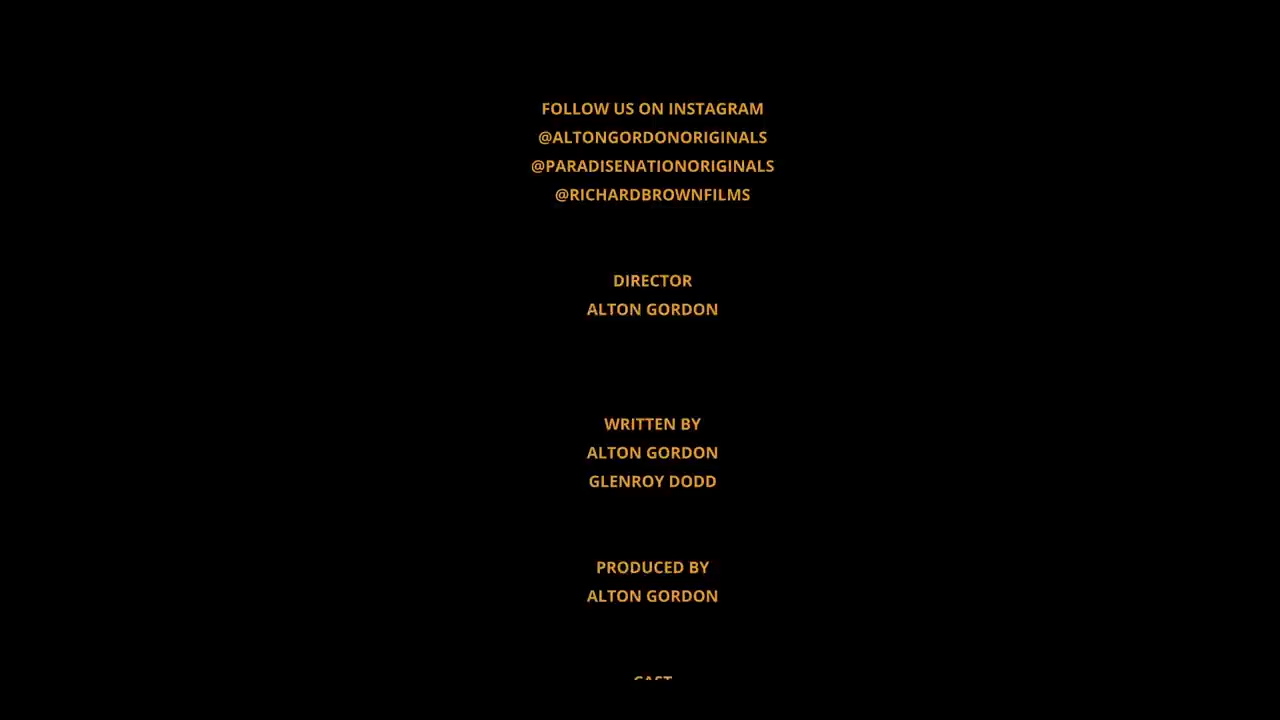 FOLLOW US ON INSTAGRAM
@ALTONGORDONORIGINALS
@PARADISENATIONORIGINALS
@RICHARDBROWNFILMS
DIRECTOR
ALTON GORDON
WRITTEN BY
ALTON GORDON
GLENROY DODD
PRODUCED BY
ALTON GORDON
CAST